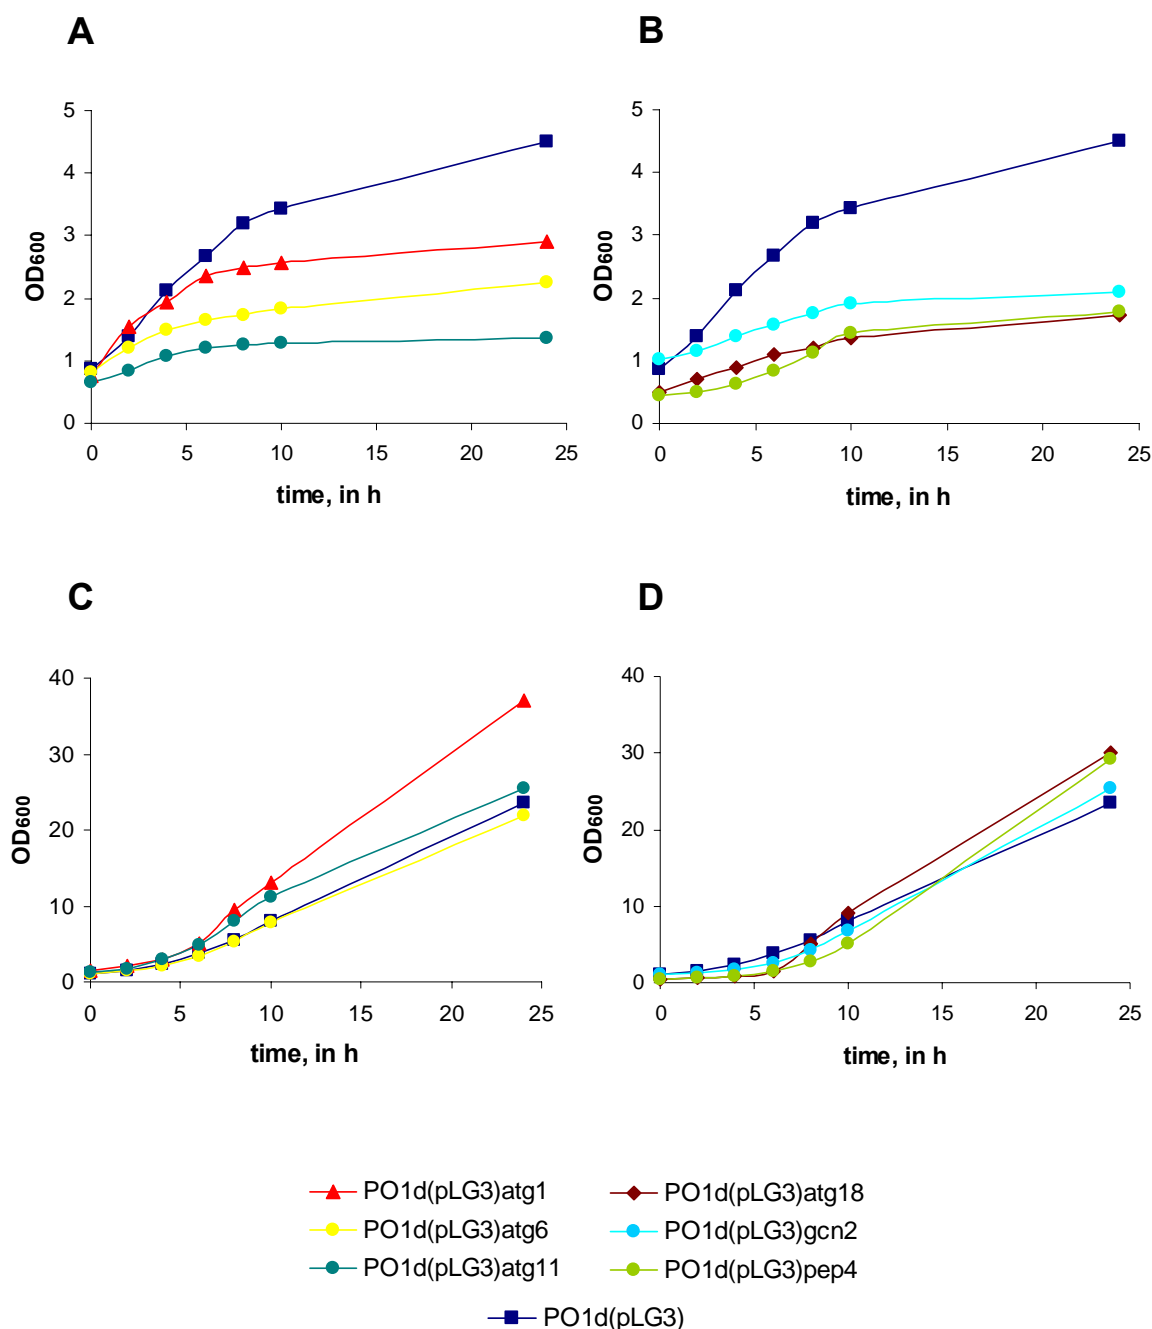 A
B
5
4
3
2
1
0
OD600
0 5 10 15 20 25
time, in h
5
4
3
2
1
0
OD600
0 5 10 15 20 25
time, in h
C
D
40
30
20
10
0
OD600
0 5 10 15 20 25
time, in h
40
30
20
10
0
OD600
0 5 10 15 20 25
time, in h
PO1d(pLG3)atg1
PO1d(pLG3)atg18
PO1d(pLG3)atg6
PO1d(pLG3)gcn2
PO1d(pLG3)atg11
PO1d(pLG3)pep4
PO1d(pLG3)